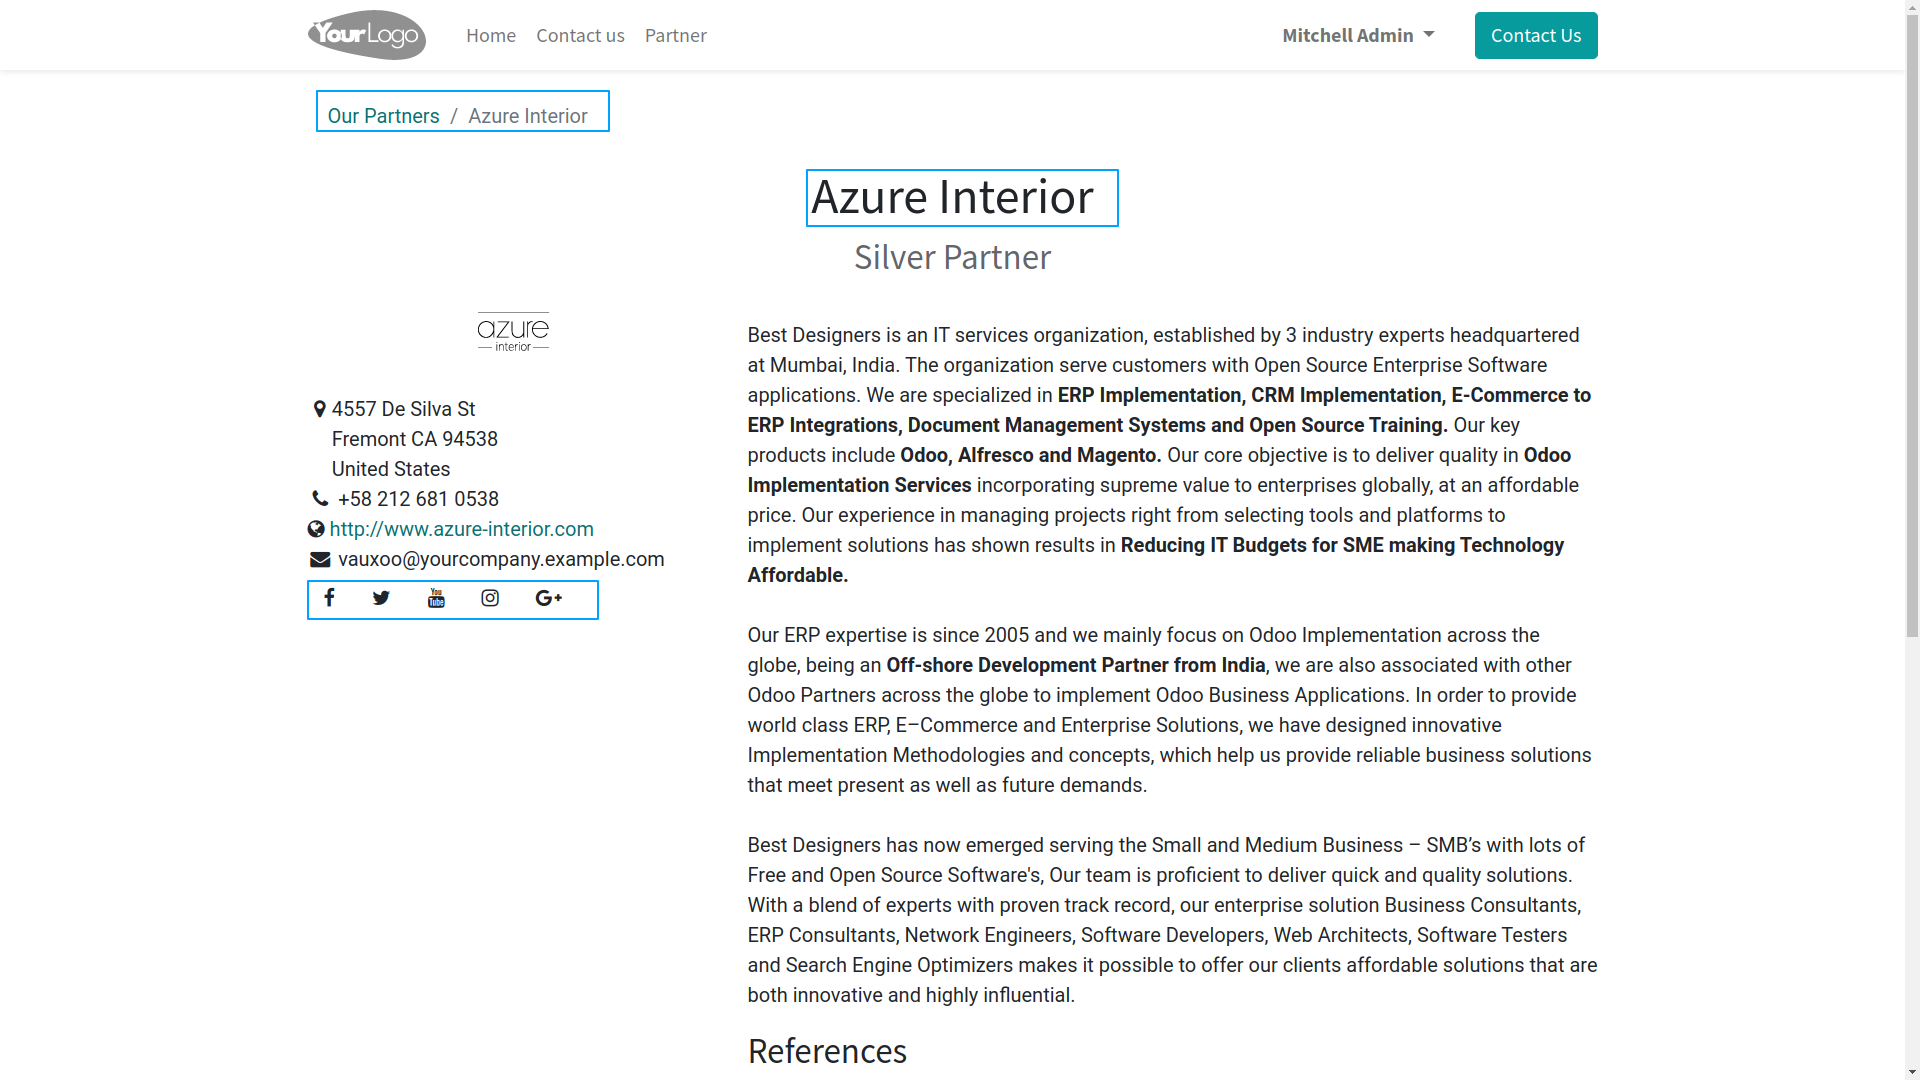 YourLogo Home Contact us Partner Mitchell Admin Contact Us
Our Partners / Azure Interior
Azure Interior
Silver Partner
azure
interior
4557 De Silva St
Fremont CA 94538
United States
+58 212 681 0538
http://www.azure-interior.com
vauxoo@yourcompany.example.com
You
Tube
G+
Best Designers is an IT services organization, established by 3 industry experts headquartered
at Mumbai, India. The organization serve customers with Open Source Enterprise Software
applications. We are specialized in ERP Implementation, CRM Implementation, E-Commerce to
ERP Integrations, Document Management Systems and Open Source Training. Our key
products include Odoo, Alfresco and Magento. Our core objective is to deliver quality in Odoo
Implementation Services incorporating supreme value to enterprises globally, at an affordable
price. Our experience in managing projects right from selecting tools and platforms to
implement solutions has shown results in Reducing IT Budgets for SME making Technology
Affordable.
Our ERP expertise is since 2005 and we mainly focus on Odoo Implementation across the
globe, being an Off-shore Development Partner from India, we are also associated with other
Odoo Partners across the globe to implement Odoo Business Applications. In order to provide
world class ERP, E–Commerce and Enterprise Solutions, we have designed innovative
Implementation Methodologies and concepts, which help us provide reliable business solutions
that meet present as well as future demands.
Best Designers has now emerged serving the Small and Medium Business – SMB’s with lots of
Free and Open Source Software's, Our team is proficient to deliver quick and quality solutions.
With a blend of experts with proven track record, our enterprise solution Business Consultants,
ERP Consultants, Network Engineers, Software Developers, Web Architects, Software Testers
and Search Engine Optimizers makes it possible to offer our clients affordable solutions that are
both innovative and highly influential.
References